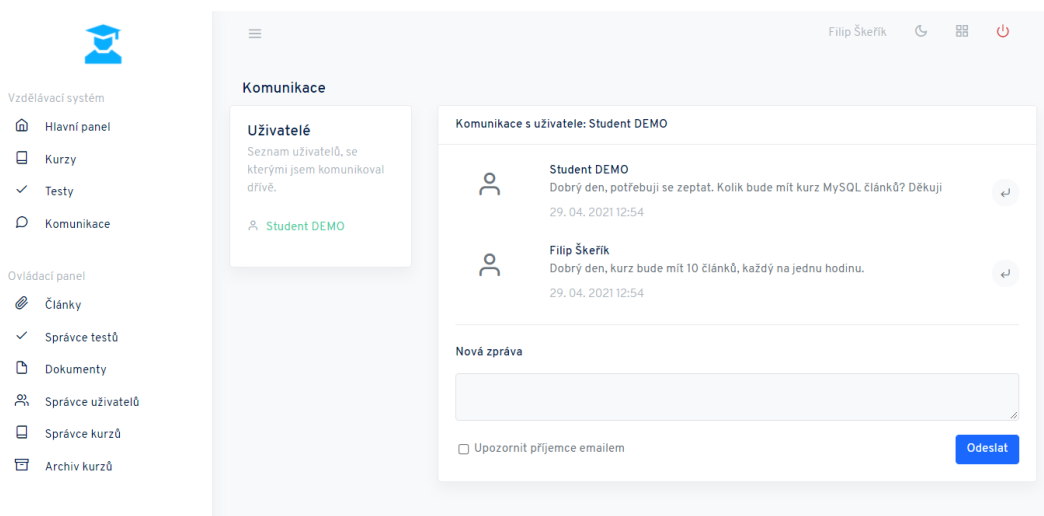 Filip Škeřík
Vzdělávací systém
Hlavní panel
Kurzy
Testy
Komunikace
Ovládací panel
Články
Správce testů
Dokumenty
Správce uživatelů
Správce kurzů
Archiv kurzů
Komunikace
Uživatelé
Seznam uživatelů, se
kterými jsem komunikoval
dříve.
Student DEMO
Komunikace s uživatele: Student DEMO
Student DEMO
Dobrý den, potřebuji se zeptat. Kolik bude mít kurz MySQL článků? Děkuji
29. 04. 2021 12:54
Filip Škeřík
Dobrý den, kurz bude mít 10 článků, každý na jednu hodinu.
29. 04. 2021 12:54
Nová zpráva
Upozornit příjemce emailem
Odeslat